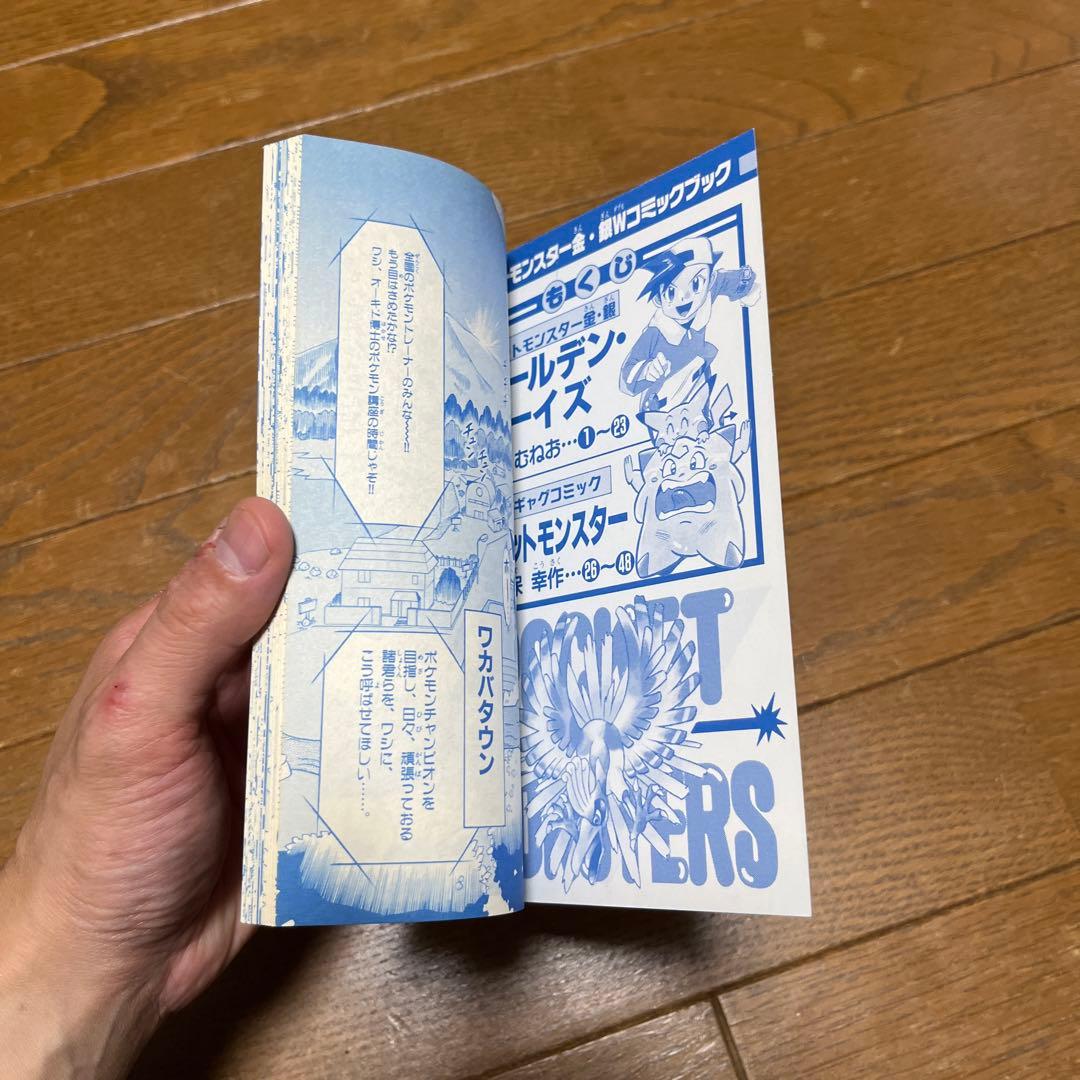 モンスター金・銀Wコミックブック
もくじ
トモンスター金・銀
ールデン・
ーイズ
むねお…1〜23
ギャグコミック
ットモンスター
幸作…26〜48
ERS
全国のポケモントレーナーのみんな〜〜!!
もう目はさめたかな!?
ワシ、オーキド博士のポケモン講座の時間じゃぞ!!
チュン
チュン
ワカバタウン
ポケモンチャンピオンを
目指し、日々、頑張っておる
諸君らを、ワシに、
こう呼ばせてほしい……。